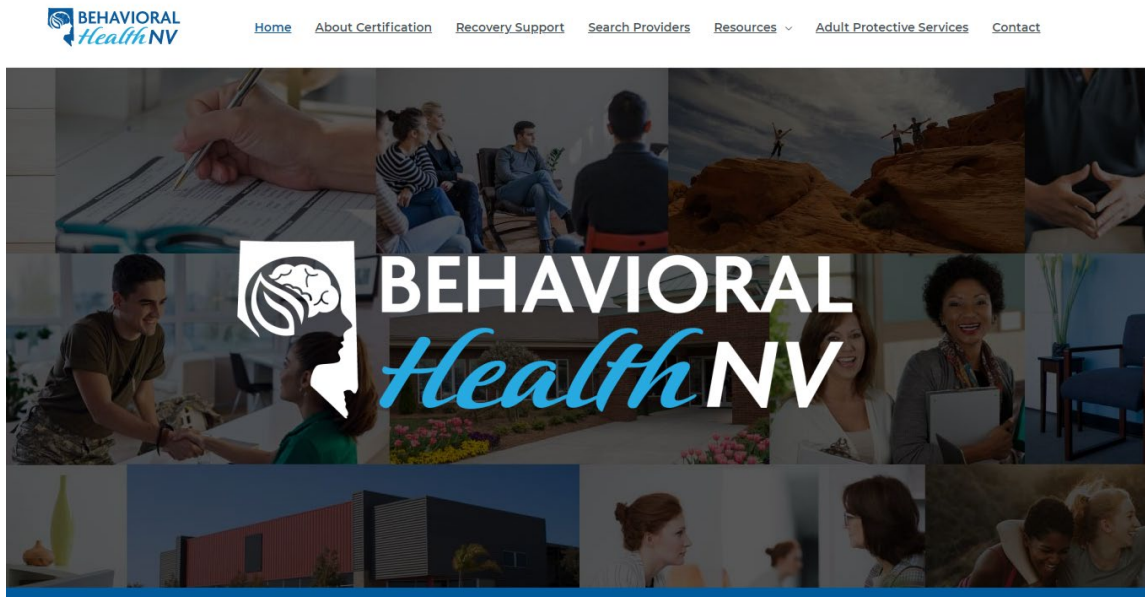 BEHAVIORAL
Health NV
Home About Certification Recovery Support Search Providers Resources Adult Protective Services Contact
BEHAVIORAL
Health NV